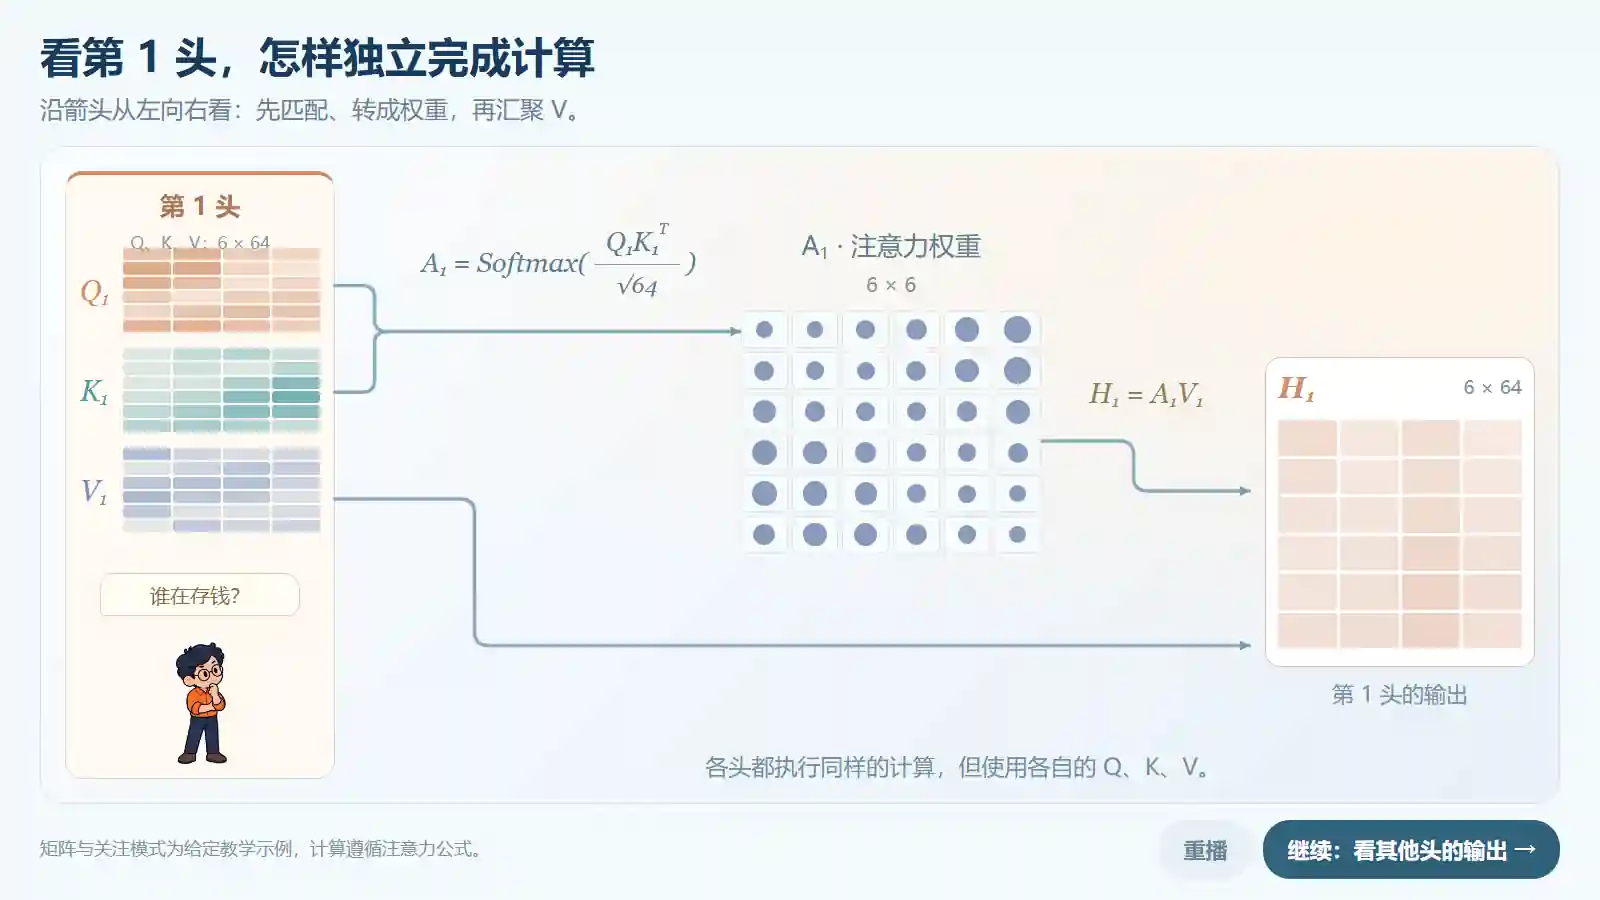 看第 1 头，怎样独立完成计算
沿箭头从左向右看：先匹配、转成权重，再汇聚 V。
第 1 头
Q、K、V：6 × 64
Q₁
K₁
V₁
谁在存钱？
A₁ = Softmax( Q₁K₁ᵀ / √64 )
A₁ · 注意力权重
6 × 6
H₁ = A₁V₁
H₁
6 × 64
第 1 头的输出
各头都执行同样的计算，但使用各自的 Q、K、V。
矩阵与关注模式为给定教学示例，计算遵循注意力公式。
重播
继续：看其他头的输出 →